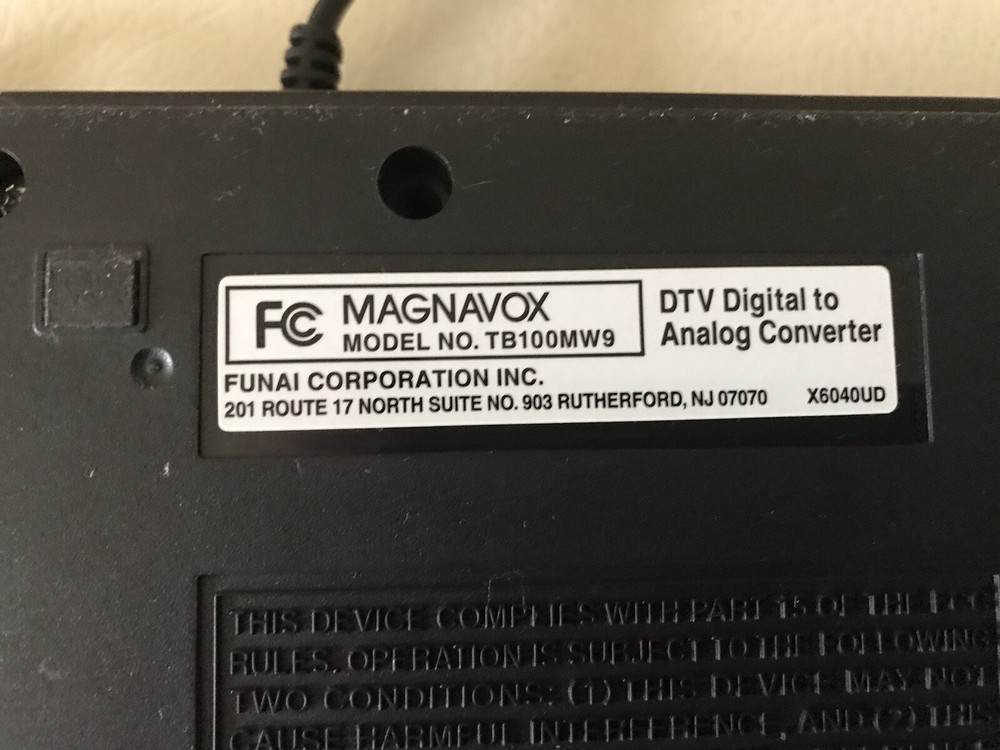 FC MAGNAVOX
MODEL NO. TB100MW9
DTV Digital to
Analog Converter
FUNAI CORPORATION INC.
201 ROUTE 17 NORTH SUITE NO. 903 RUTHERFORD, NJ 07070 X6040UD
THIS DEVICE COMPLIES WITH PART 15 OF THE FCC
RULES. OPERATION IS SUBJECT TO THE FOLLOWING
TWO CONDITIONS: (1) THIS DEVICE MAY NOT
CAUSE HARMFUL INTERFERENCE, AND (2) THIS